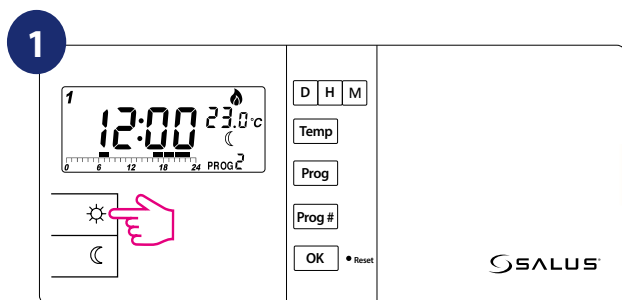 1
1
12:00
23.0°C
0 6 12 18 24 PROG 2
D H M
Temp
Prog
Prog #
OK Reset
SALUS